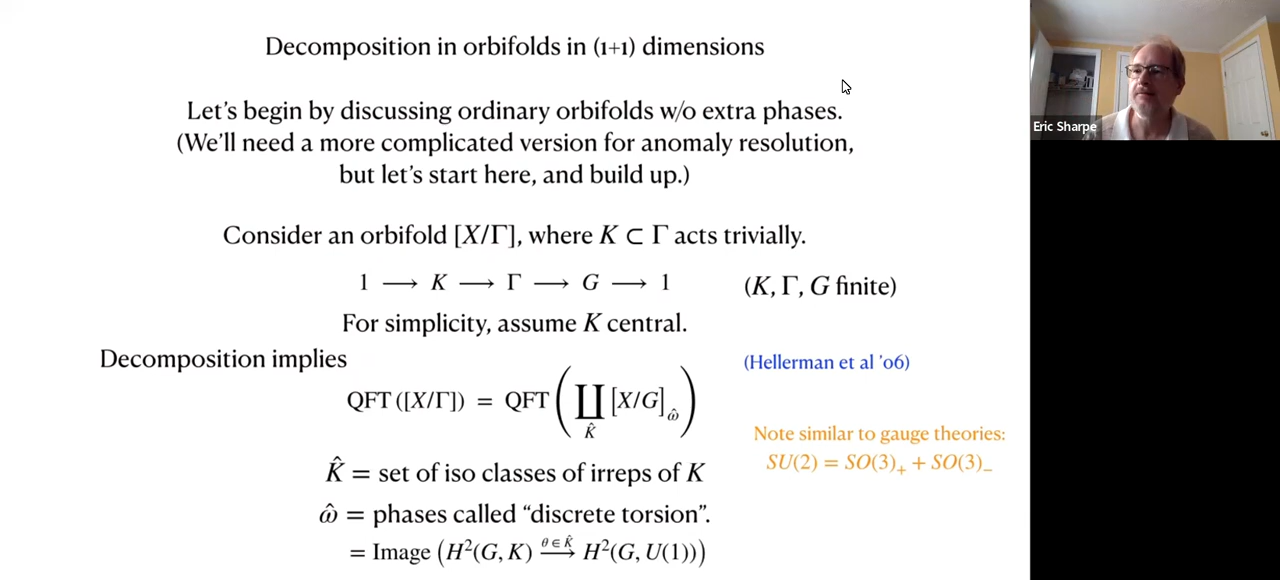 Decomposition in orbifolds in (1+1) dimensions
Let's begin by discussing ordinary orbifolds w/o extra phases.
(We'll need a more complicated version for anomaly resolution,
but let's start here, and build up.)
Eric Sharpe
Consider an orbifold [X/Γ], where K ⊂ Γ acts trivially.
1 ⟶ K ⟶ Γ ⟶ G ⟶ 1 (K, Γ, G finite)
For simplicity, assume K central.
Decomposition implies (Hellerman et al '06)
QFT ([X/Γ]) = QFT (∐_{K̂} [X/G]_{ω̂})
Note similar to gauge theories:
SU(2) = SO(3)₊ + SO(3)₋
K̂ = set of iso classes of irreps of K
ω̂ = phases called “discrete torsion”.
= Image (H²(G, K) ⟶^{θ ∈ K̂} H²(G, U(1)))